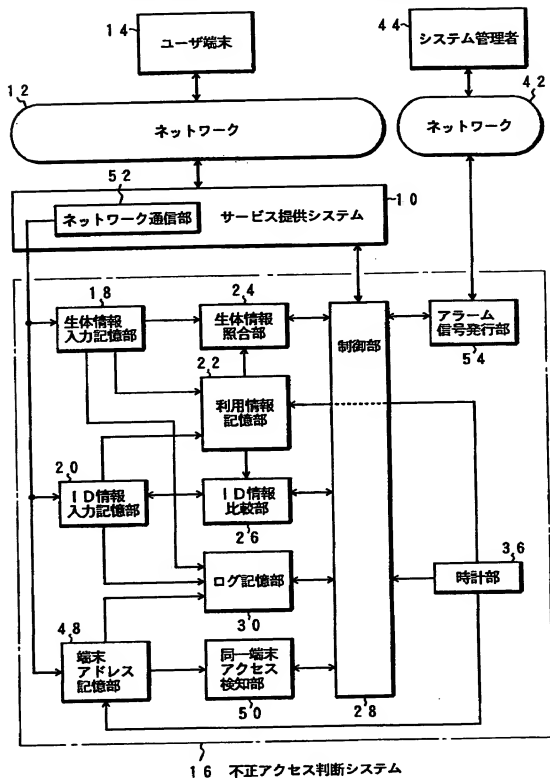 14
ユーザ端末
44
システム管理者
12
ネットワーク
42
ネットワーク
52
ネットワーク通信部
サービス提供システム
10
18
生体情報
入力記憶部
24
生体情報
照合部
制御部
アラーム
信号発行部
54
22
利用情報
記憶部
20
ID情報
入力記憶部
ID情報
比較部
26
ログ記憶部
30
36
時計部
48
端末
アドレス
記憶部
同一端末
アクセス
検知部
50
28
16 不正アクセス判断システム